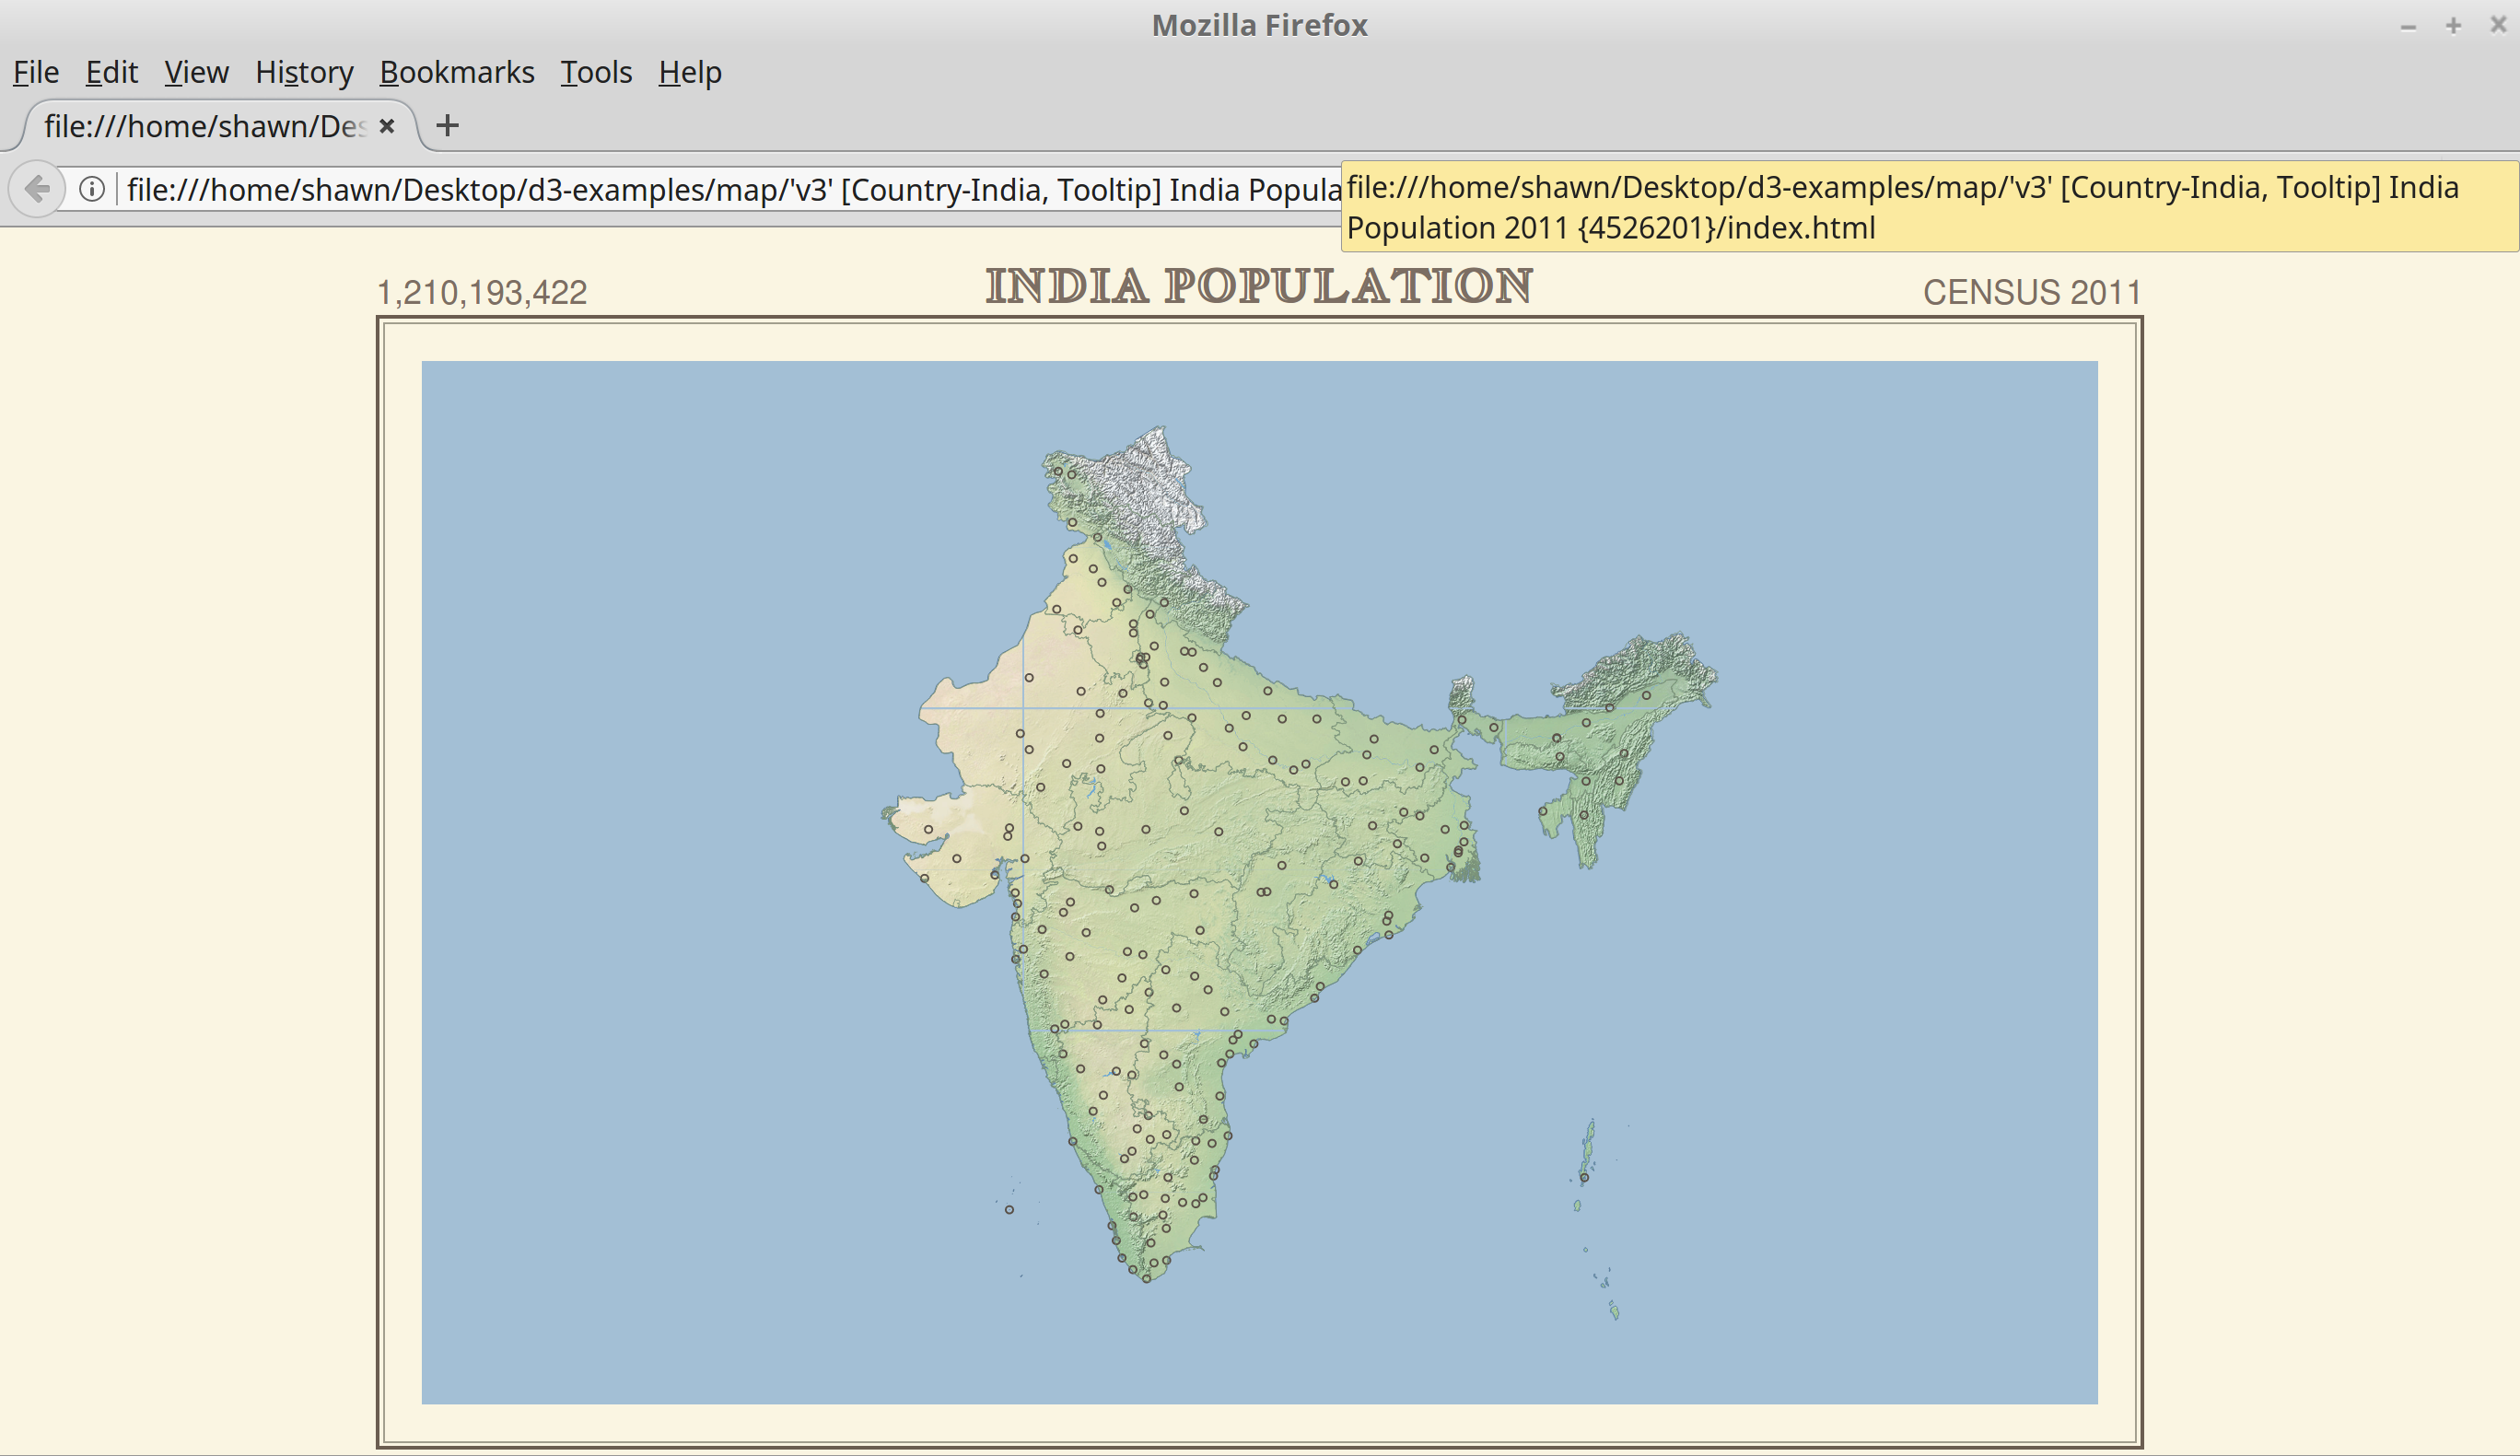 Mozilla Firefox
File Edit View History Bookmarks Tools Help
file:///home/shawn/Des
file:///home/shawn/Desktop/d3-examples/map/'v3' [Country-India, Tooltip] India Popula
file:///home/shawn/Desktop/d3-examples/map/'v3' [Country-India, Tooltip] India
Population 2011 {4526201}/index.html
1,210,193,422 INDIA POPULATION CENSUS 2011